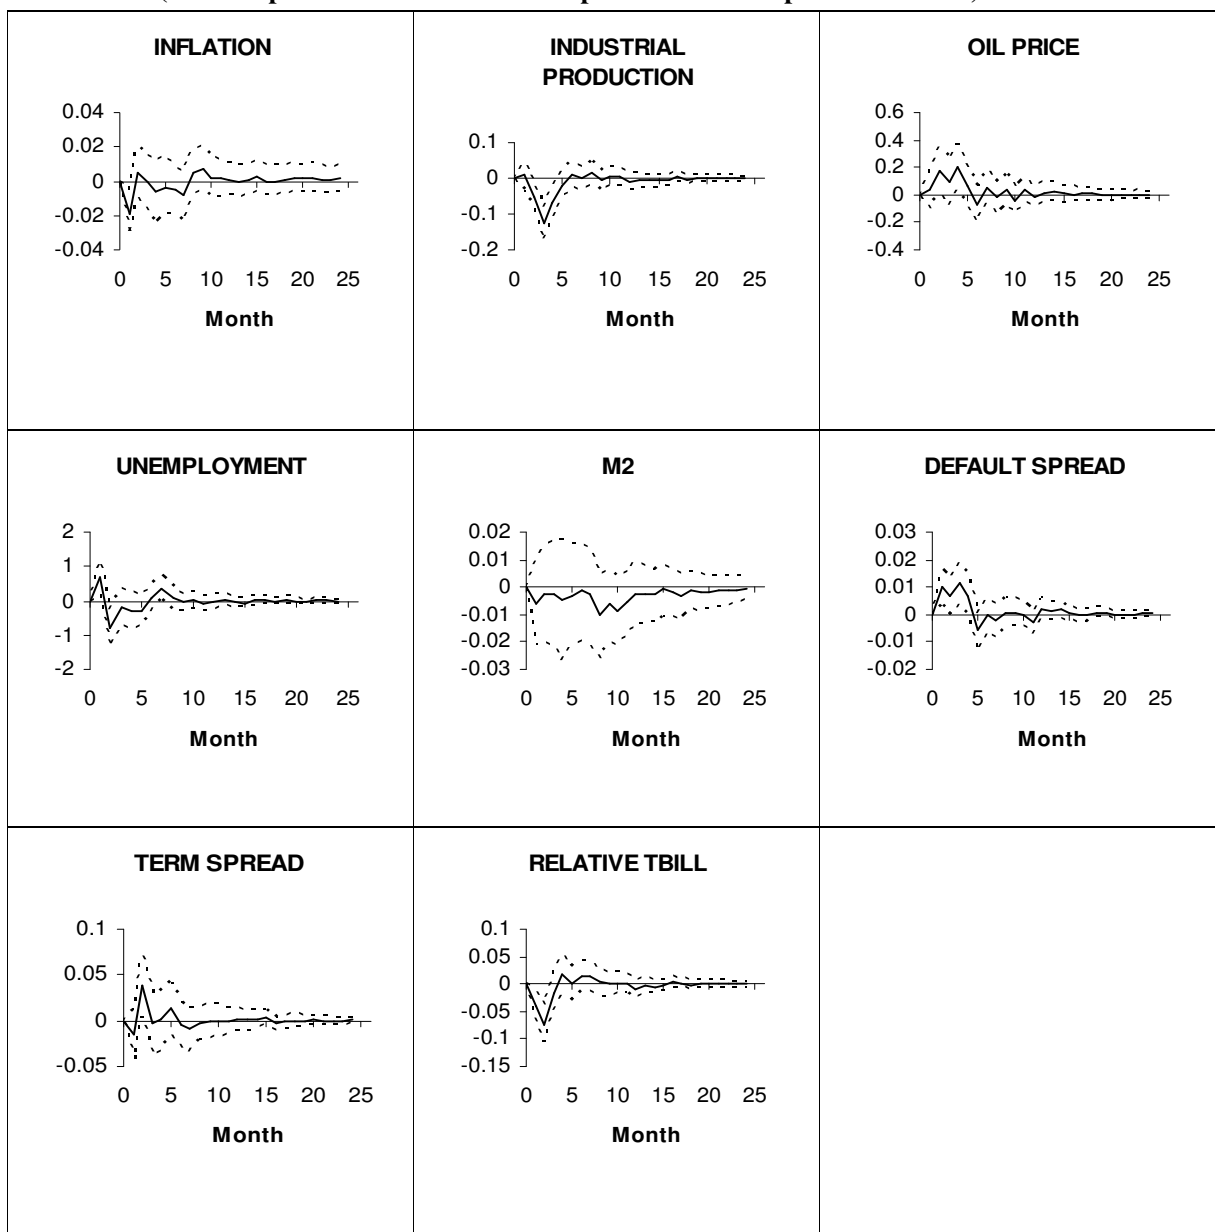 INFLATION
0.04
0.02
0
-0.02
-0.04
0 5 10 15 20 25
Month
INDUSTRIAL
PRODUCTION
0.1
0
-0.1
-0.2
0 5 10 15 20 25
Month
OIL PRICE
0.6
0.4
0.2
0
-0.2
-0.4
0 5 10 15 20 25
Month
UNEMPLOYMENT
2
1
0
-1
-2
0 5 10 15 20 25
Month
M2
0.02
0.01
0
-0.01
-0.02
-0.03
0 5 10 15 20 25
Month
DEFAULT SPREAD
0.03
0.02
0.01
0
-0.01
-0.02
0 5 10 15 20 25
Month
TERM SPREAD
0.1
0.05
0
-0.05
0 5 10 15 20 25
Month
RELATIVE TBILL
0.1
0.05
0
-0.05
-0.1
-0.15
0 5 10 15 20 25
Month